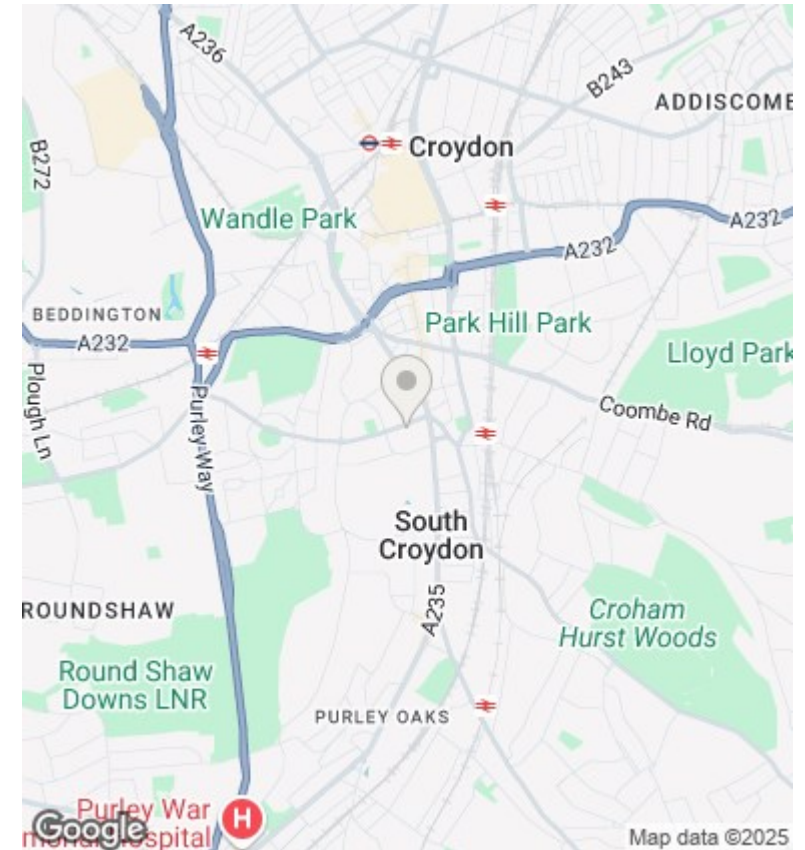 A236
B243
ADDISCOMB
Croydon
B272
Wandle Park
A232
A232
BEDDINGTON
A232
Park Hill Park
Lloyd Park
Plough Ln
Purley Way
Coombe Rd
South
Croydon
ROUNDSHAW
A235
Croham
Hurst Woods
Round Shaw
Downs LNR
PURLEY OAKS
Purley War
H
Hospital
Google
Map data ©2025